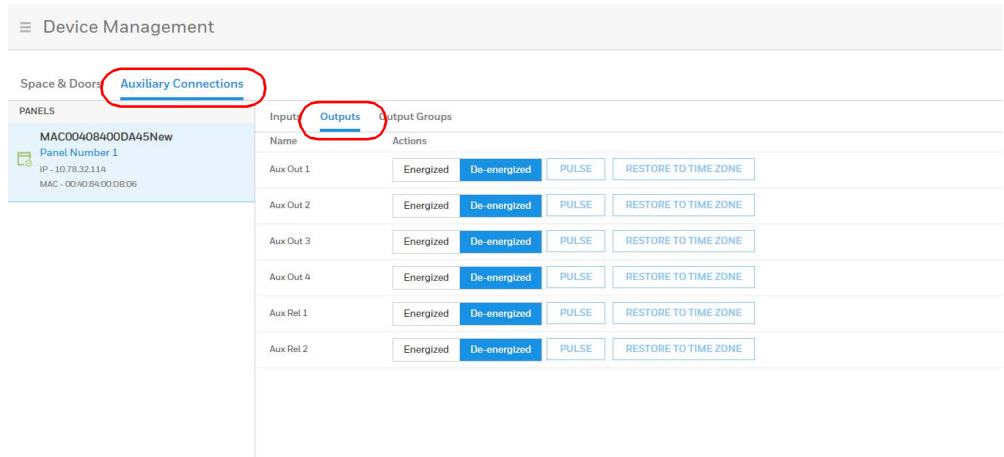 Device Management
Space & Doors Auxiliary Connections
PANELS
MAC00408400DA45New
Panel Number 1
IP - 10.78.32.114
MAC - 00:40:84:00:DB:06
Inputs Outputs Output Groups
Name Actions
Aux Out 1 Energized De-energized PULSE RESTORE TO TIME ZONE
Aux Out 2 Energized De-energized PULSE RESTORE TO TIME ZONE
Aux Out 3 Energized De-energized PULSE RESTORE TO TIME ZONE
Aux Out 4 Energized De-energized PULSE RESTORE TO TIME ZONE
Aux Rel 1 Energized De-energized PULSE RESTORE TO TIME ZONE
Aux Rel 2 Energized De-energized PULSE RESTORE TO TIME ZONE